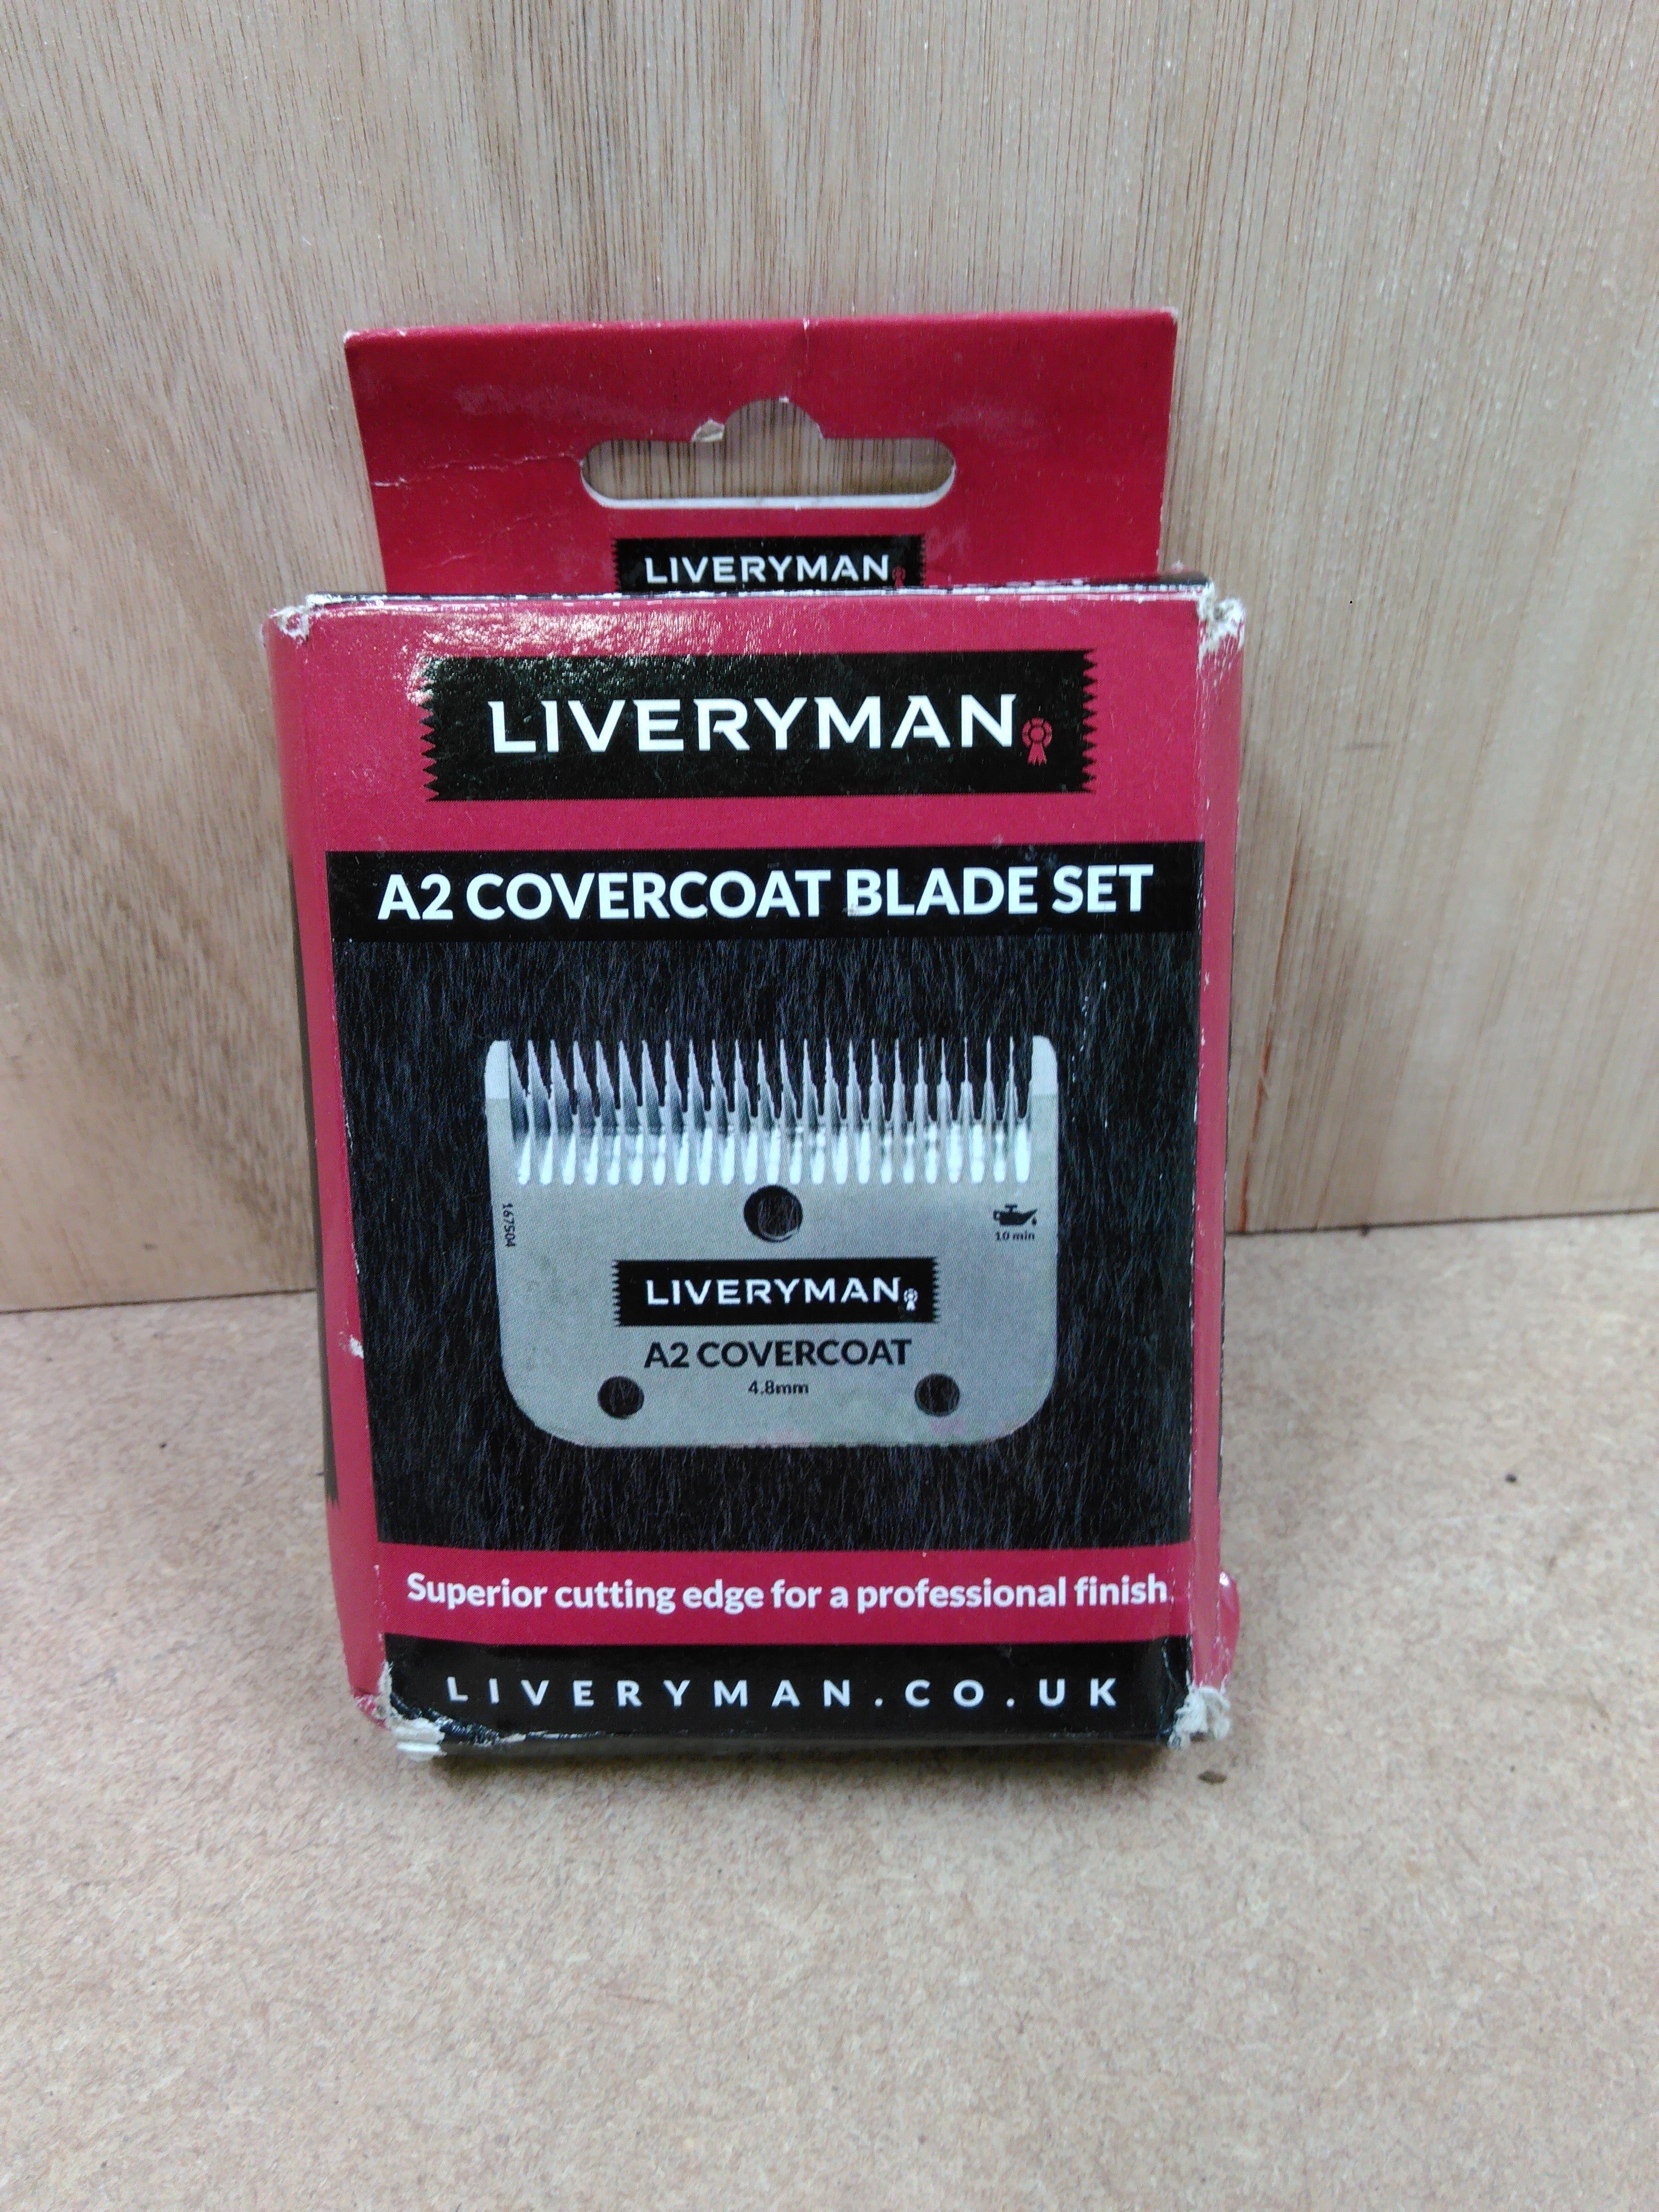 LIVERYMAN
LIVERYMAN
A2 COVERCOAT BLADE SET
167504
10 min
LIVERYMAN
A2 COVERCOAT
4.8mm
Superior cutting edge for a professional finish.
LIVERYMAN.CO.UK